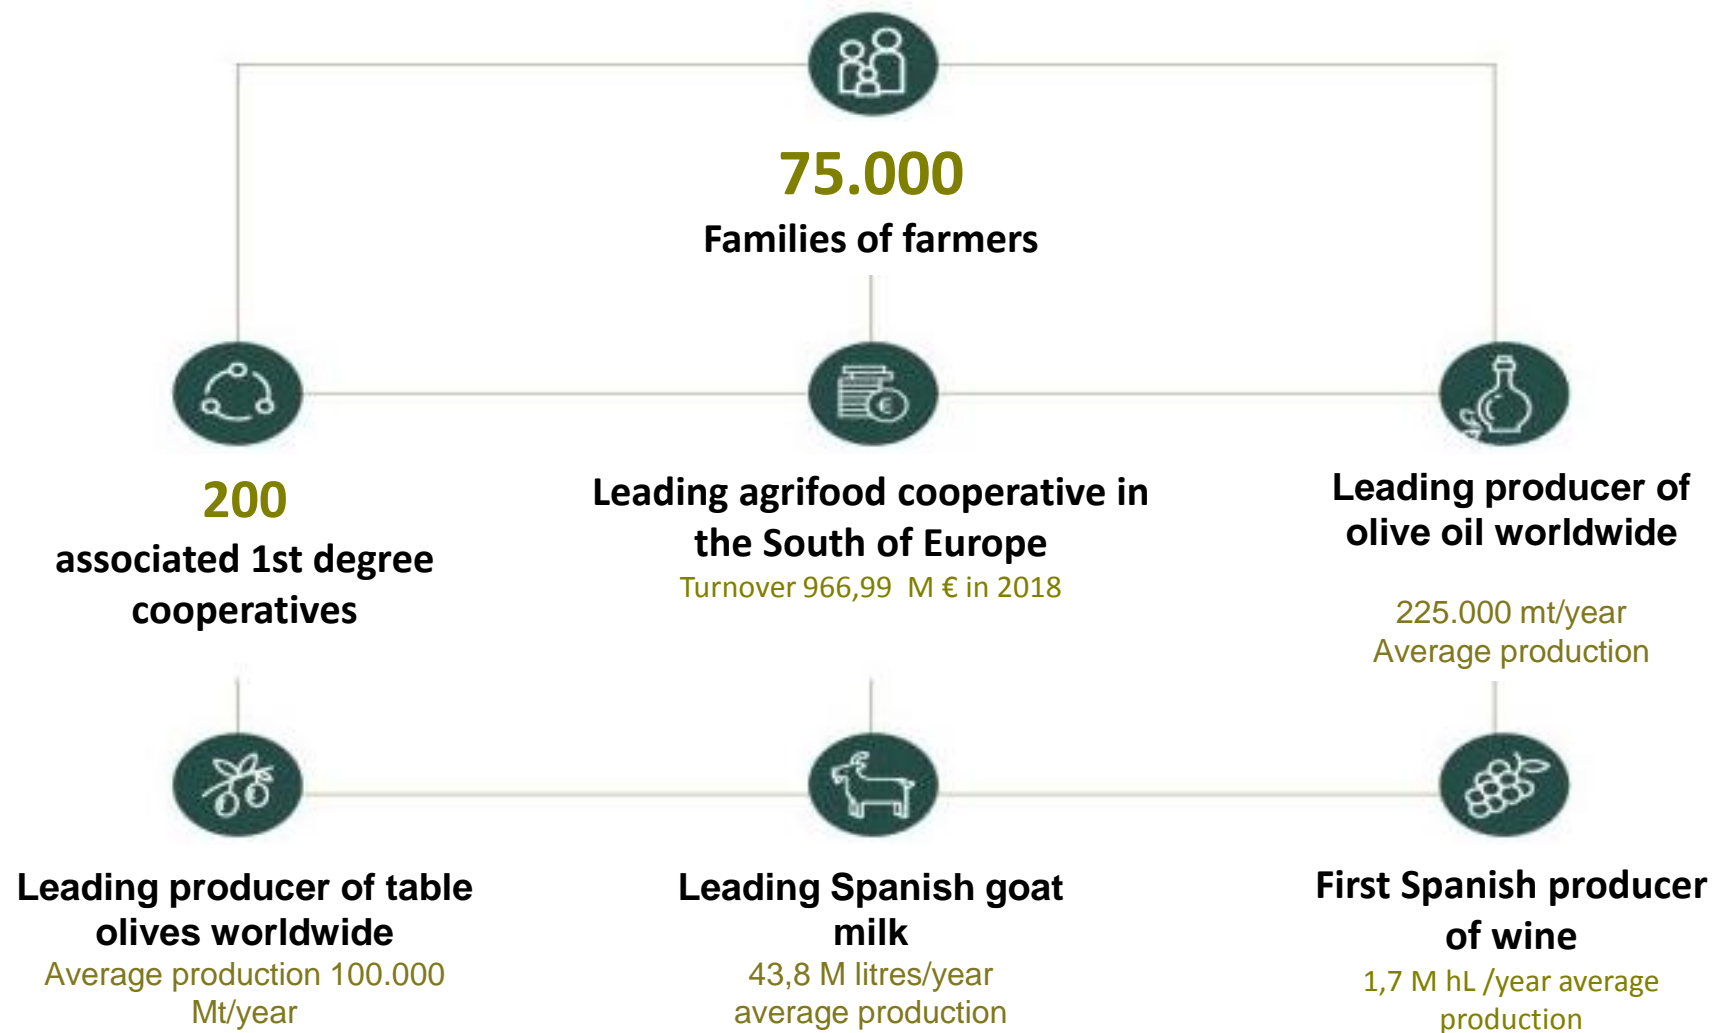 75.000
Families of farmers
200
associated 1st degree
cooperatives
Leading agrifood cooperative in
the South of Europe
Turnover 966,99 M € in 2018
Leading producer of
olive oil worldwide
225.000 mt/year
Average production
Leading producer of table
olives worldwide
Average production 100.000
Mt/year
Leading Spanish goat
milk
43,8 M litres/year
average production
First Spanish producer
of wine
1,7 M hL /year average
production